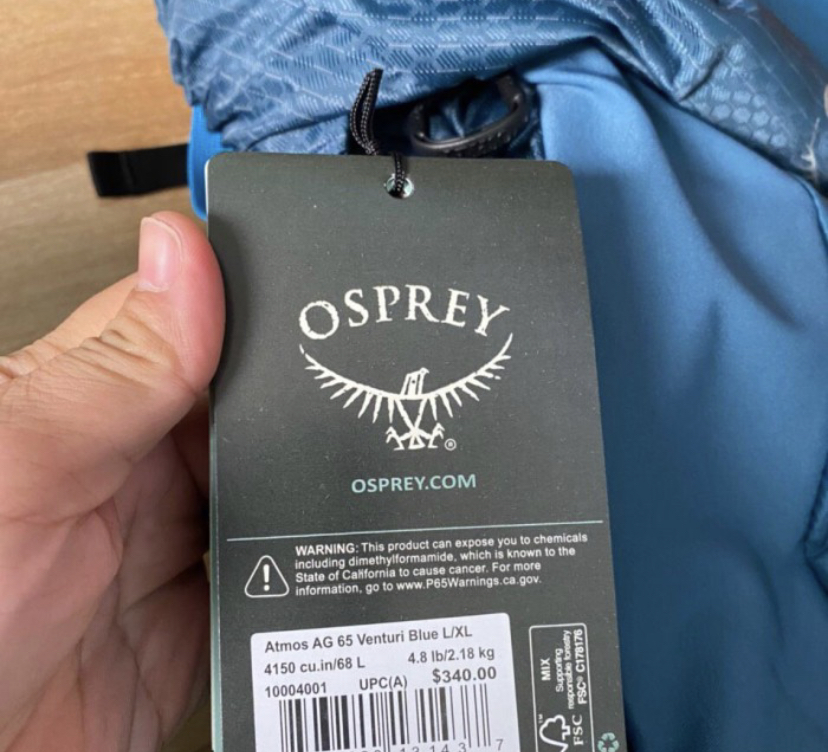 OSPREY
®
OSPREY.COM
WARNING: This product can expose you to chemicals
including dimethylformamide, which is known to the
State of California to cause cancer. For more
information, go to www.P65Warnings.ca.gov.
Atmos AG 65 Venturi Blue L/XL
4150 cu.in/68 L 4.8 lb/2.18 kg
10004001 UPC(A) $340.00
MIX
Supporting
responsible forestry
FSC® C178176
FSC